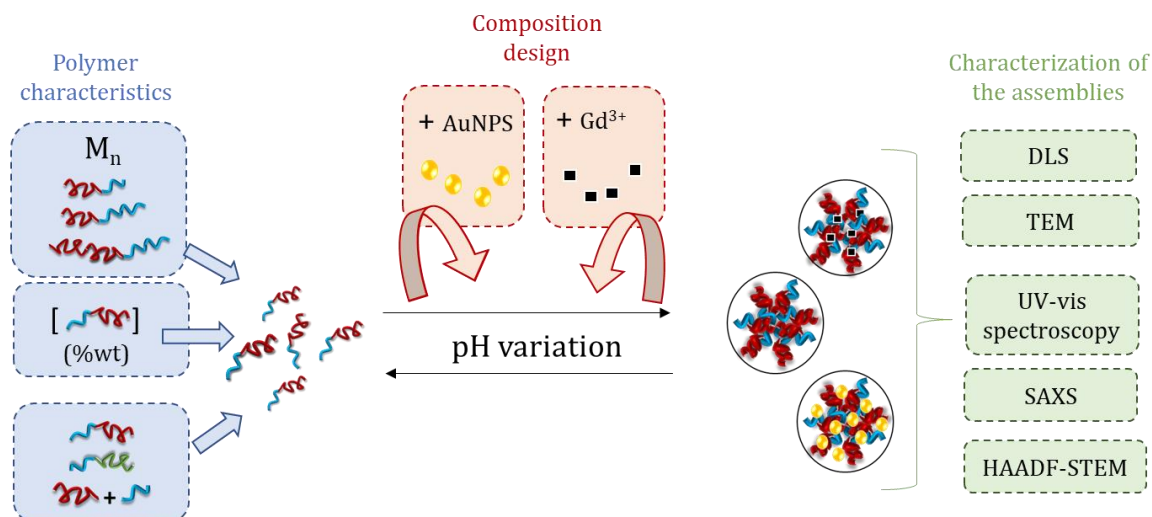 Polymer
characteristics
Mn
[ ]
(%wt)
+
Composition
design
+ AuNPS
+ Gd³⁺
pH variation
Characterization of
the assemblies
DLS
TEM
UV-vis
spectroscopy
SAXS
HAADF-STEM